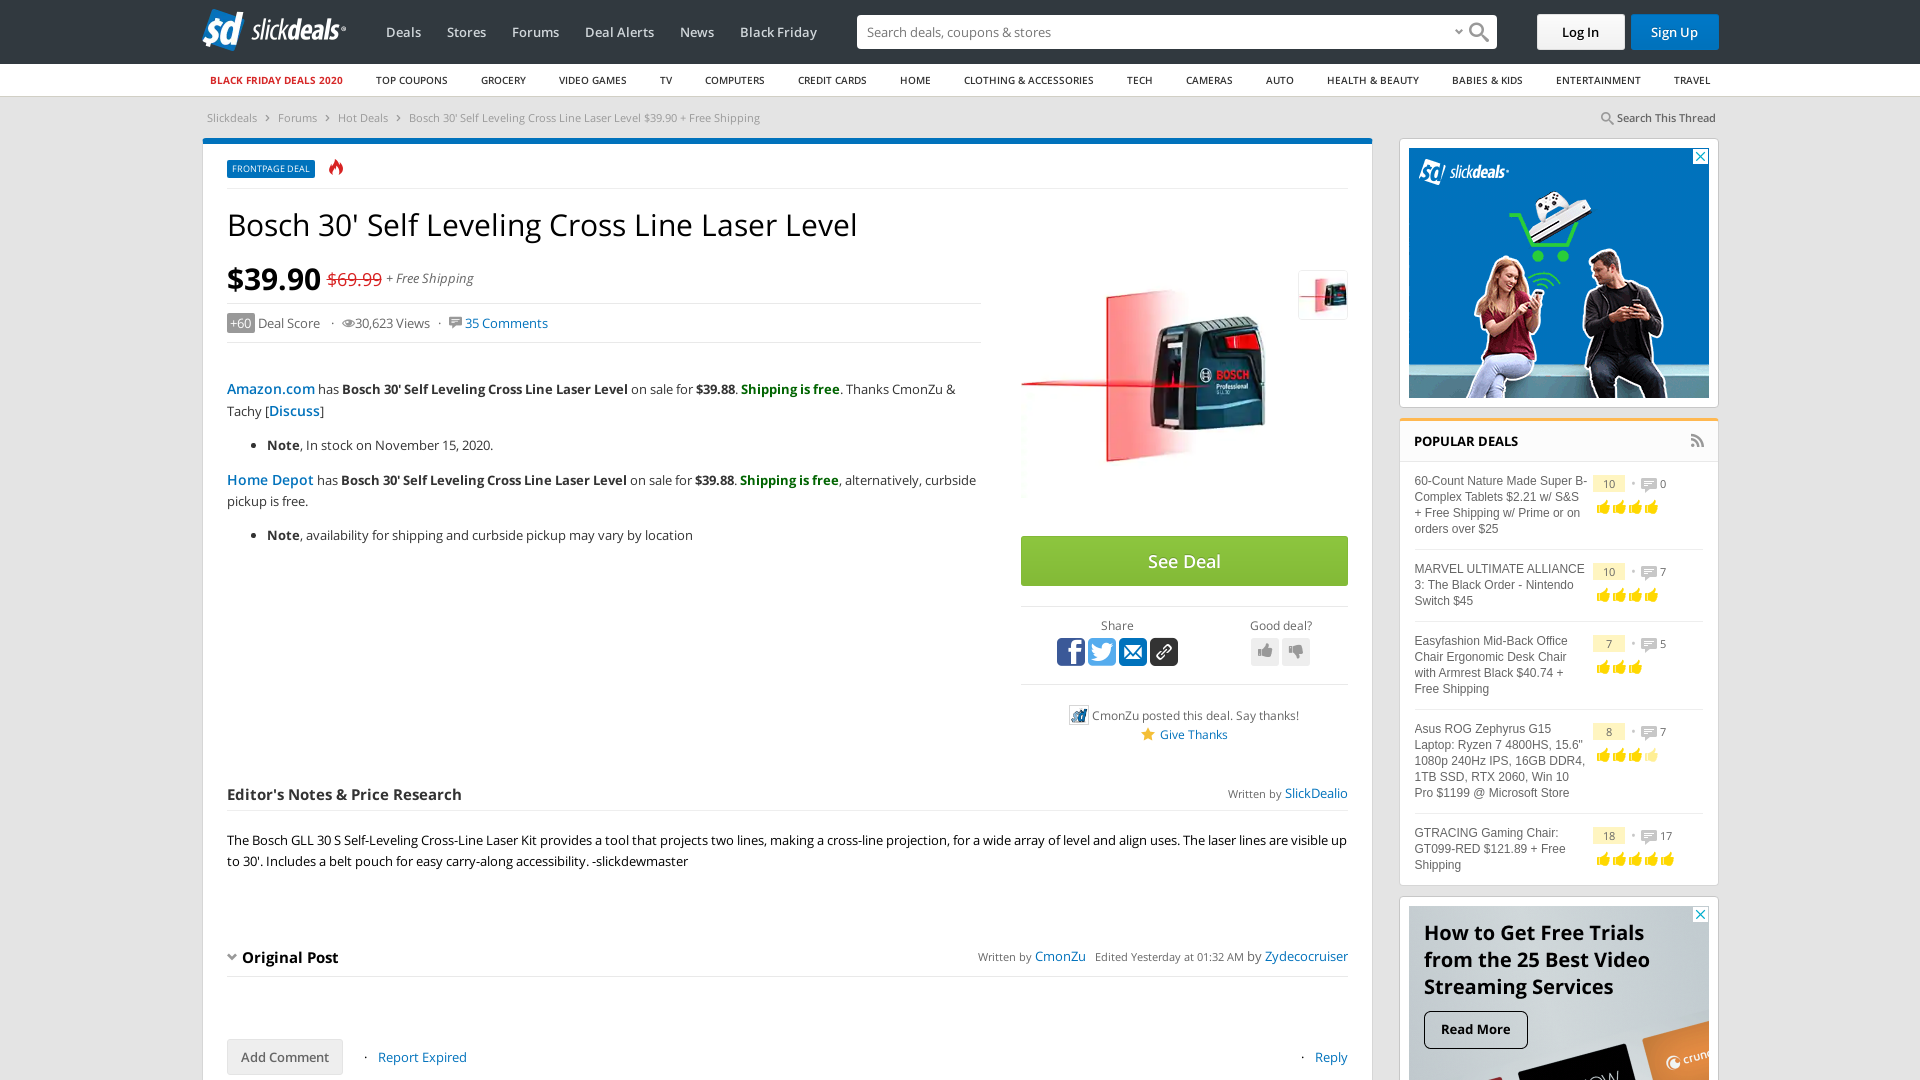 slickdeals
Deals
Stores
Forums
Deal Alerts
News
Black Friday
Search deals, coupons & stores
Log In
Sign Up
BLACK FRIDAY DEALS 2020
TOP COUPONS
GROCERY
VIDEO GAMES
TV
COMPUTERS
CREDIT CARDS
HOME
CLOTHING & ACCESSORIES
TECH
CAMERAS
AUTO
HEALTH & BEAUTY
BABIES & KIDS
ENTERTAINMENT
TRAVEL
Slickdeals > Forums > Hot Deals > Bosch 30' Self Leveling Cross Line Laser Level $39.90 + Free Shipping
Search This Thread
FRONTPAGE DEAL
Bosch 30' Self Leveling Cross Line Laser Level
$39.90 $69.99 + Free Shipping
+60 Deal Score · 30,623 Views · 35 Comments
Amazon.com has Bosch 30' Self Leveling Cross Line Laser Level on sale for $39.88. Shipping is free. Thanks CmonZu &
Tachy [Discuss]
• Note, In stock on November 15, 2020.
Home Depot has Bosch 30' Self Leveling Cross Line Laser Level on sale for $39.88. Shipping is free, alternatively, curbside
pickup is free.
• Note, availability for shipping and curbside pickup may vary by location
BOSCH
Professional
See Deal
Share
Good deal?
CmonZu posted this deal. Say thanks!
Give Thanks
Editor's Notes & Price Research
Written by SlickDealio
The Bosch GLL 30 S Self-Leveling Cross-Line Laser Kit provides a tool that projects two lines, making a cross-line projection, for a wide array of level and align uses. The laser lines are visible up
to 30'. Includes a belt pouch for easy carry-along accessibility. -slickdewmaster
Original Post
Written by CmonZu Edited Yesterday at 01:32 AM by Zydecocruiser
Add Comment
· Report Expired
· Reply
slickdeals
POPULAR DEALS
60-Count Nature Made Super B-
Complex Tablets $2.21 w/ S&S
+ Free Shipping w/ Prime or on
orders over $25
10 • 0
MARVEL ULTIMATE ALLIANCE
3: The Black Order - Nintendo
Switch $45
10 • 7
Easyfashion Mid-Back Office
Chair Ergonomic Desk Chair
with Armrest Black $40.74 +
Free Shipping
7 • 5
Asus ROG Zephyrus G15
Laptop: Ryzen 7 4800HS, 15.6"
1080p 240Hz IPS, 16GB DDR4,
1TB SSD, RTX 2060, Win 10
Pro $1199 @ Microsoft Store
8 • 7
GTRACING Gaming Chair:
GT099-RED $121.89 + Free
Shipping
18 • 17
How to Get Free Trials
from the 25 Best Video
Streaming Services
Read More